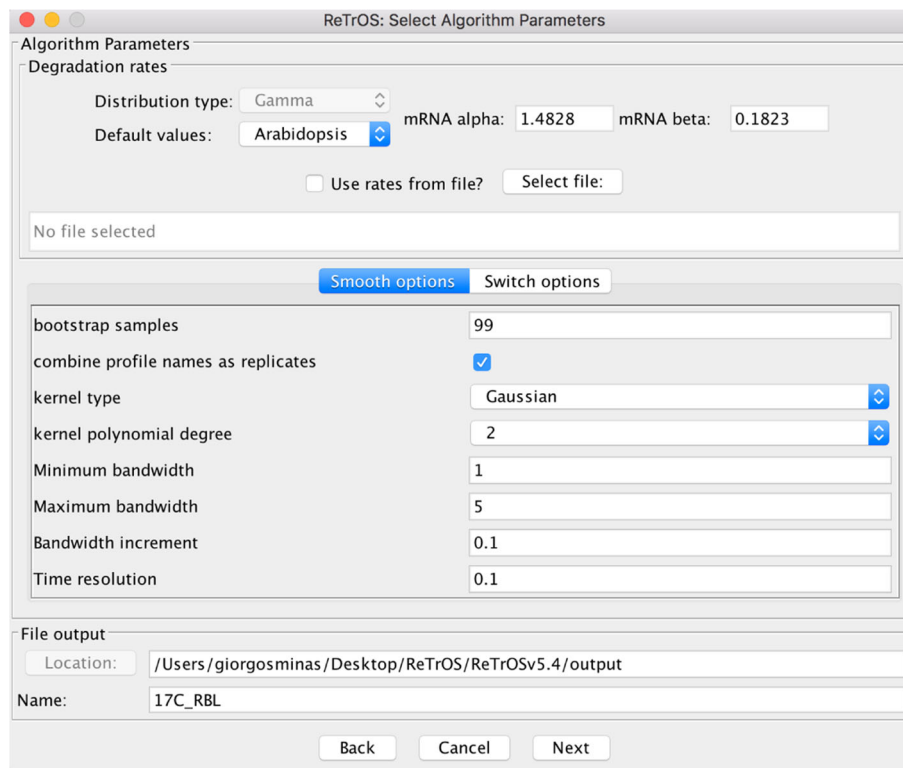 ReTrOS: Select Algorithm Parameters
Algorithm Parameters
Degradation rates
Distribution type: Gamma
Default values: Arabidopsis
mRNA alpha: 1.4828 mRNA beta: 0.1823
Use rates from file? Select file:
No file selected
Smooth options Switch options
bootstrap samples 99
combine profile names as replicates
kernel type Gaussian
kernel polynomial degree 2
Minimum bandwidth 1
Maximum bandwidth 5
Bandwidth increment 0.1
Time resolution 0.1
File output
Location: /Users/giorgosminas/Desktop/ReTrOS/ReTrOSv5.4/output
Name: 17C_RBL
Back Cancel Next